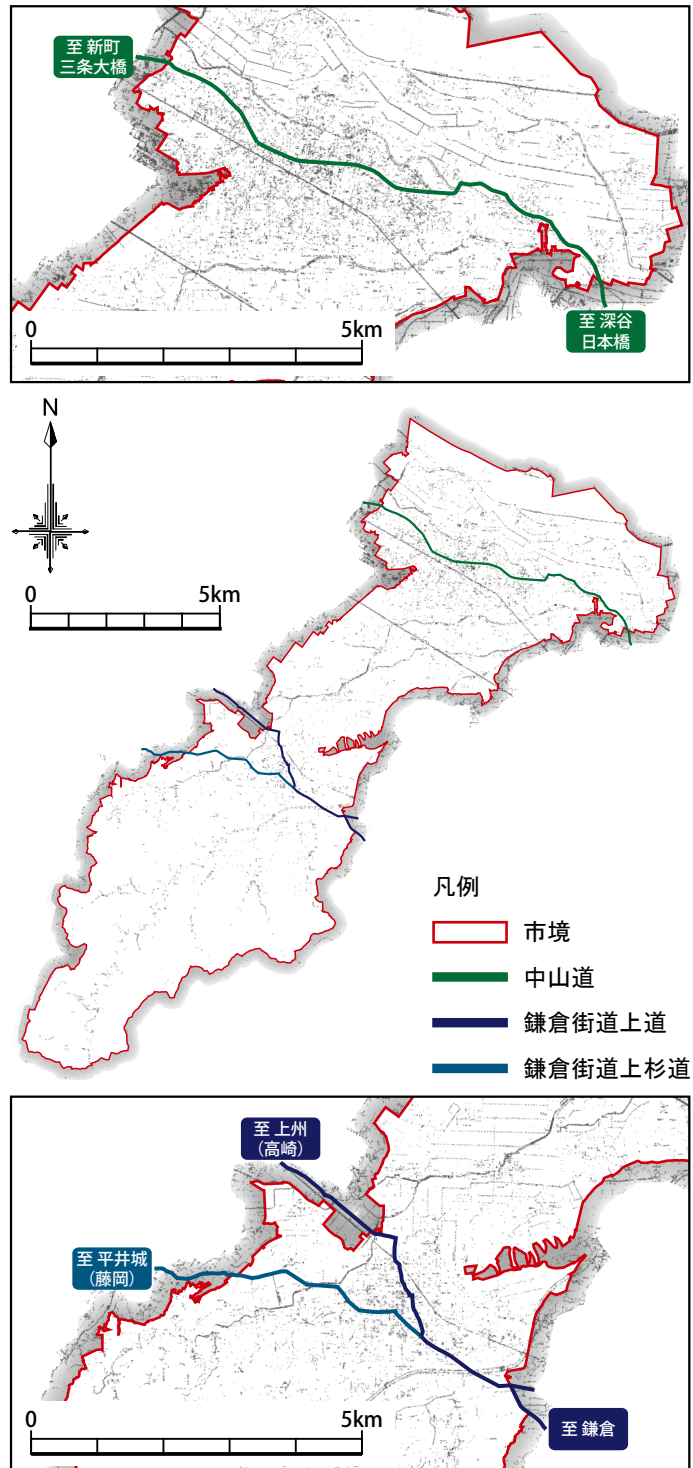 至 新町
三条大橋
0 5km
至 深谷
日本橋
N
0 5km
凡例
市境
中山道
鎌倉街道上道
鎌倉街道上杉道
至 上州
(高崎)
至 平井城
(藤岡)
0 5km
至 鎌倉